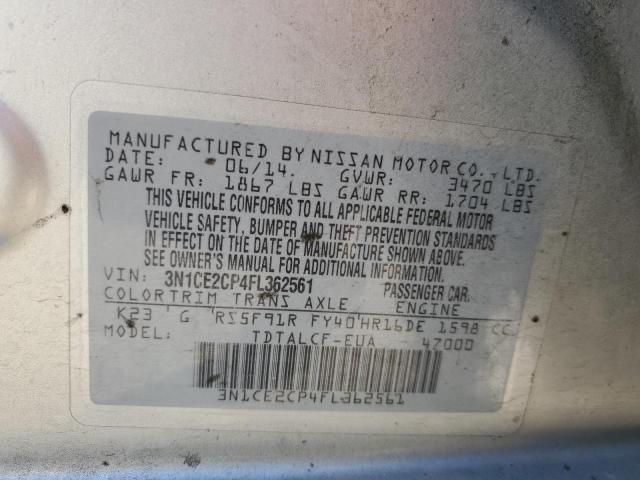 MANUFACTURED BY NISSAN MOTOR CO., LTD.
DATE: 06/14. GVWR: 3470 LBS
GAWR FR: 1867 LBS GAWR RR: 1704 LBS
THIS VEHICLE CONFORMS TO ALL APPLICABLE FEDERAL MOTOR
VEHICLE SAFETY, BUMPER AND THEFT PREVENTION STANDARDS
IN EFFECT ON THE DATE OF MANUFACTURE SHOWN ABOVE.
SEE OWNER'S MANUAL FOR ADDITIONAL INFORMATION.
VIN: 3N1CE2CP4FL362561 PASSENGER CAR.
COLOR TRIM TRANS AXLE ENGINE
K23 G RS5F91R FY40 HR16DE 1598 CC
MODEL: TDTALCF-EUA 47000
3N1CE2CP4FL362561